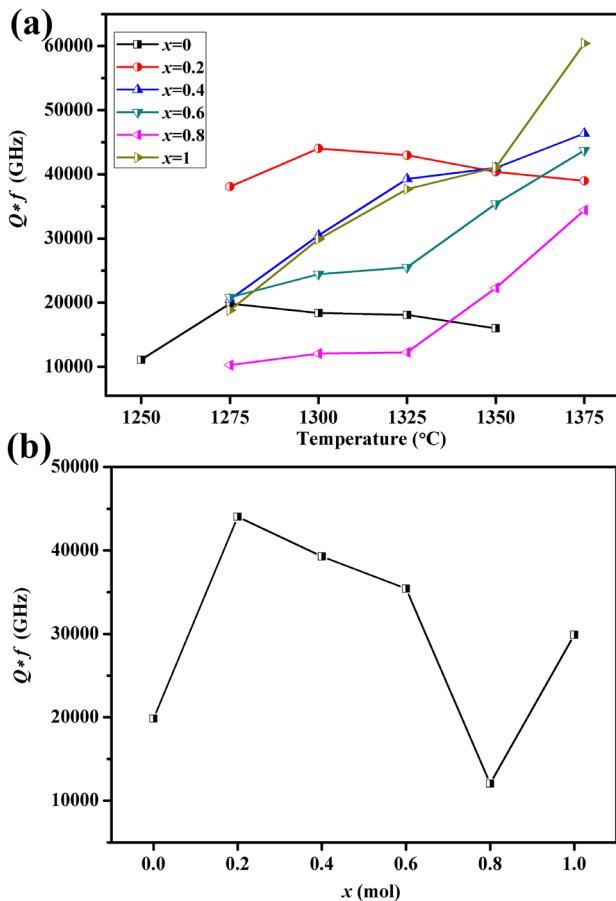 (a)
60000
50000
40000
30000
20000
10000
Q*f (GHz)
x=0
x=0.2
x=0.4
x=0.6
x=0.8
x=1
1250 1275 1300 1325 1350 1375
Temperature (°C)
(b)
50000
40000
30000
20000
10000
Q*f (GHz)
0.0 0.2 0.4 0.6 0.8 1.0
x (mol)